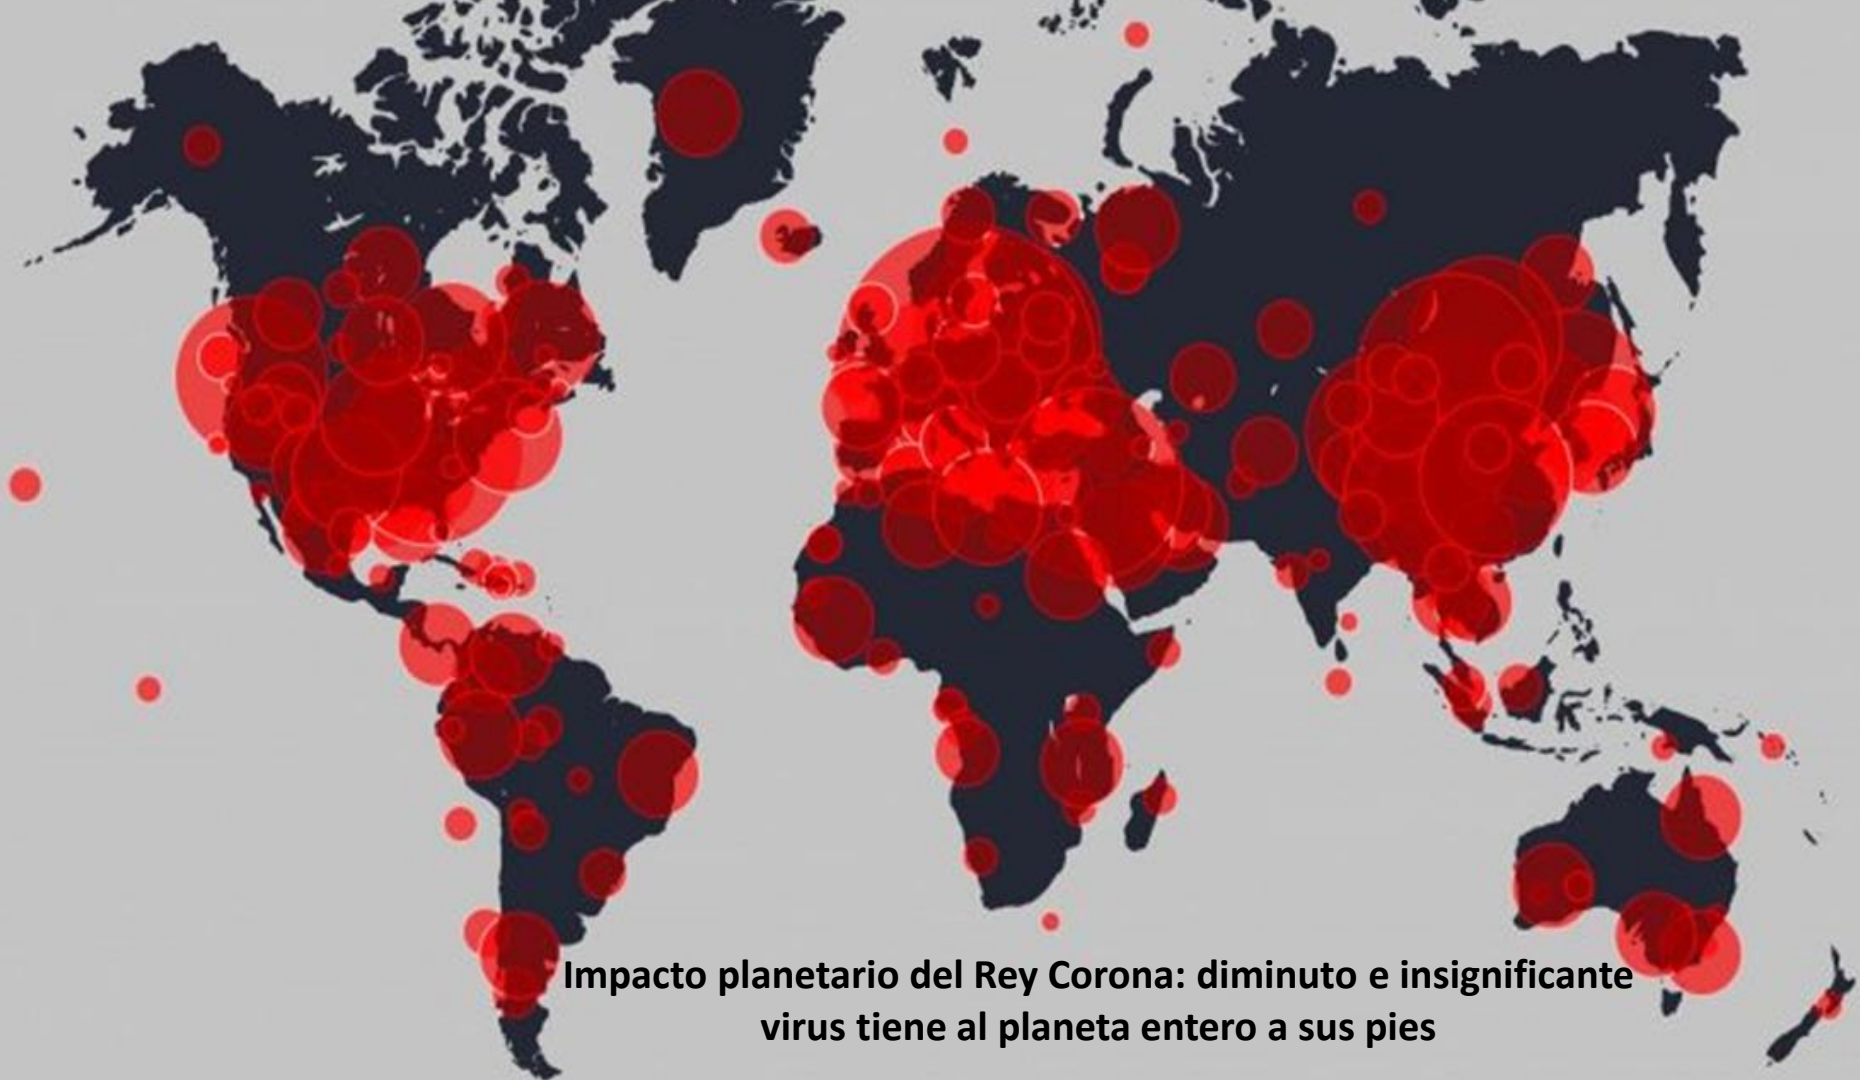 Impacto planetario del Rey Corona: diminuto e insignificante
virus tiene al planeta entero a sus pies